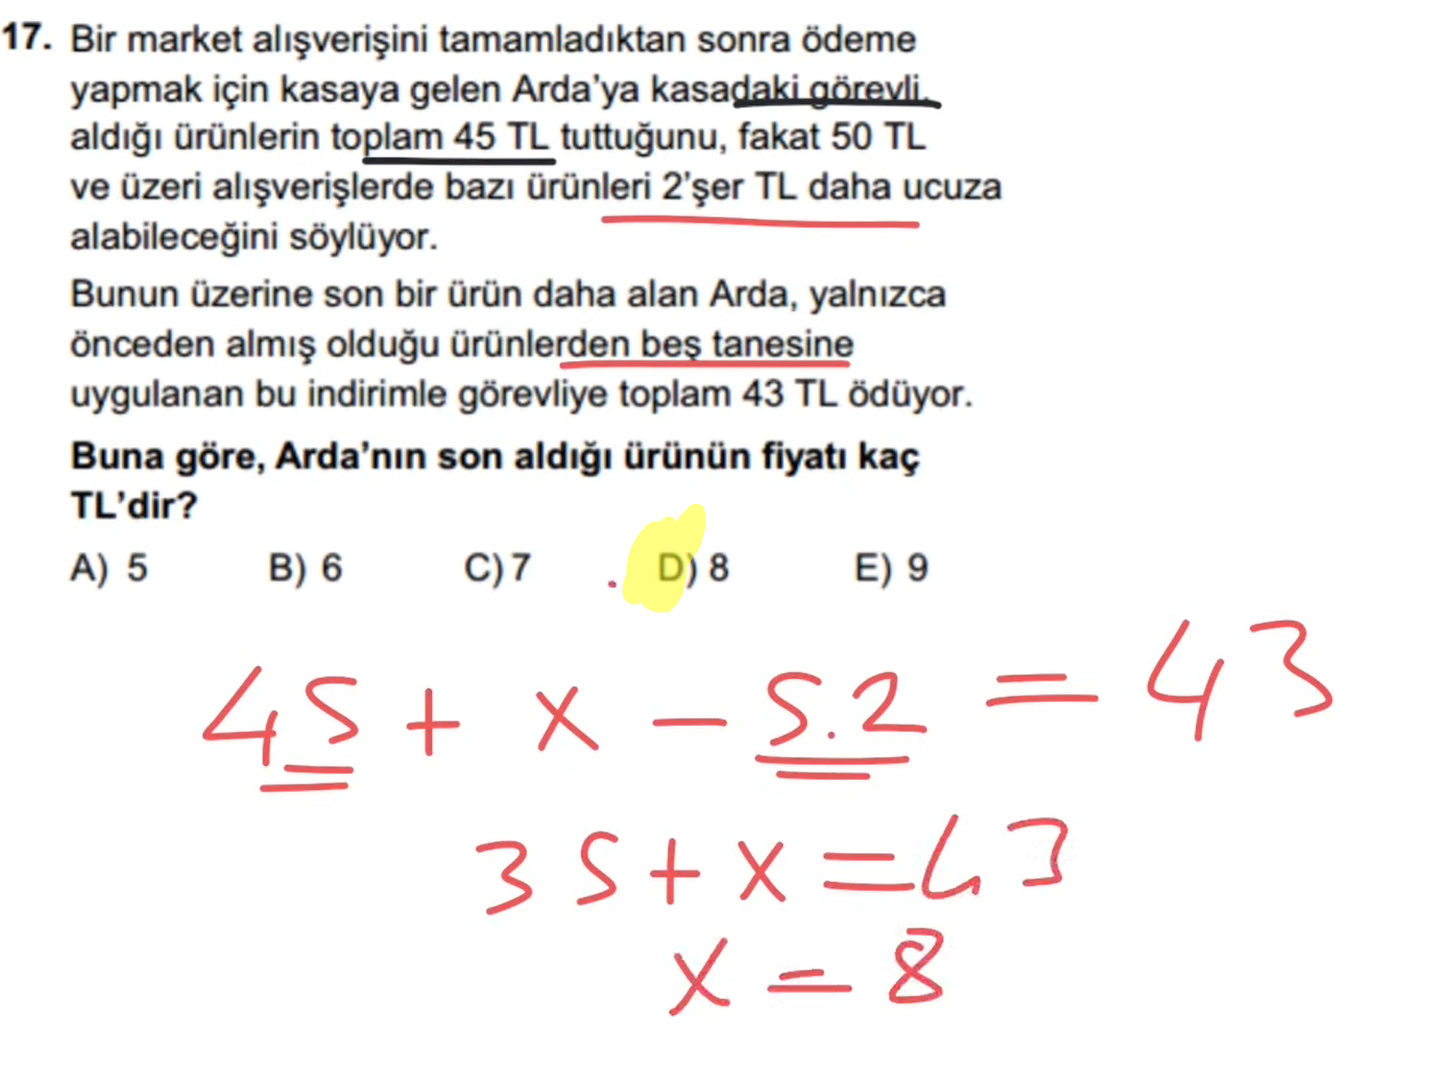 17. Bir market alışverişini tamamladıktan sonra ödeme
yapmak için kasaya gelen Arda'ya kasadaki görevli,
aldığı ürünlerin toplam 45 TL tuttuğunu, fakat 50 TL
ve üzeri alışverişlerde bazı ürünleri 2'şer TL daha ucuza
alabileceğini söylüyor.
Bunun üzerine son bir ürün daha alan Arda, yalnızca
önceden almış olduğu ürünlerden beş tanesine
uygulanan bu indirimle görevliye toplam 43 TL ödüyor.
Buna göre, Arda'nın son aldığı ürünün fiyatı kaç
TL'dir?
A) 5 B) 6 C) 7 D) 8 E) 9
45 + x - 5.2 = 43
35 + x = 43
x = 8